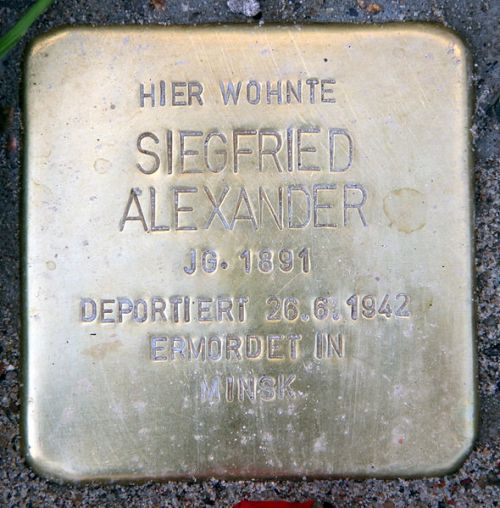 HIER WOHNTE
SIEGFRIED
ALEXANDER
JG. 1891
DEPORTIERT 26.6.1942
ERMORDET IN
MINSK